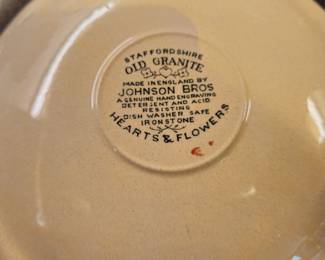 STAFFORDSHIRE
OLD GRANITE
MADE IN ENGLAND BY
JOHNSON BROS
A GENUINE HAND ENGRAVING
DETERGENT AND ACID
RESISTING
DISH WASHER SAFE
IRONSTONE
HEARTS & FLOWERS